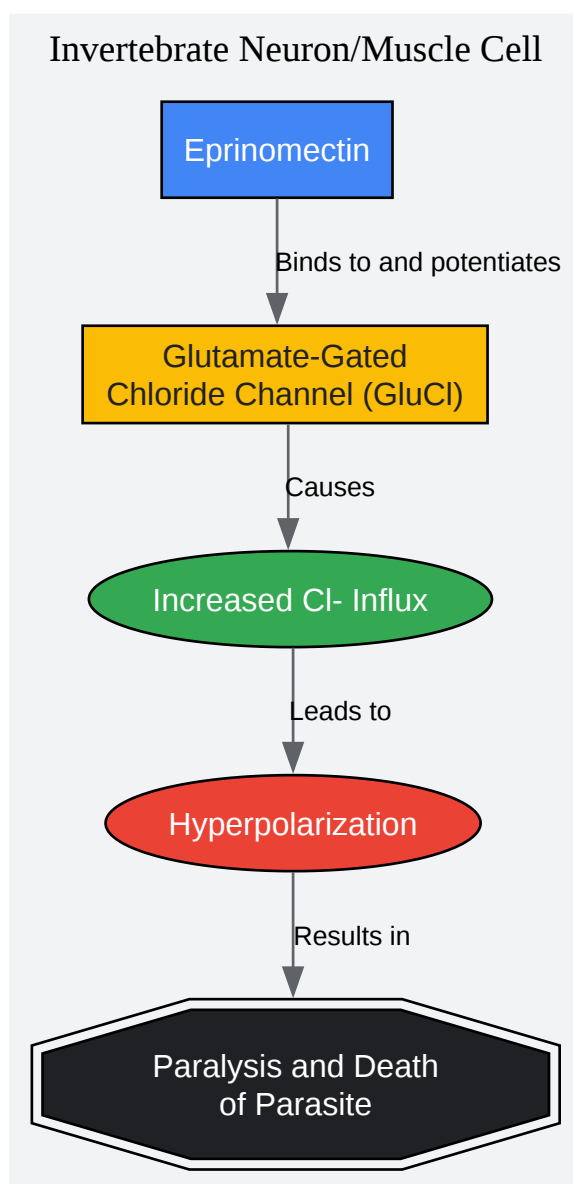 Invertebrate Neuron/Muscle Cell
Eprinomectin
Binds to and potentiates
Glutamate-Gated
Chloride Channel (GluCl)
Causes
Increased Cl- Influx
Leads to
Hyperpolarization
Results in
Paralysis and Death
of Parasite